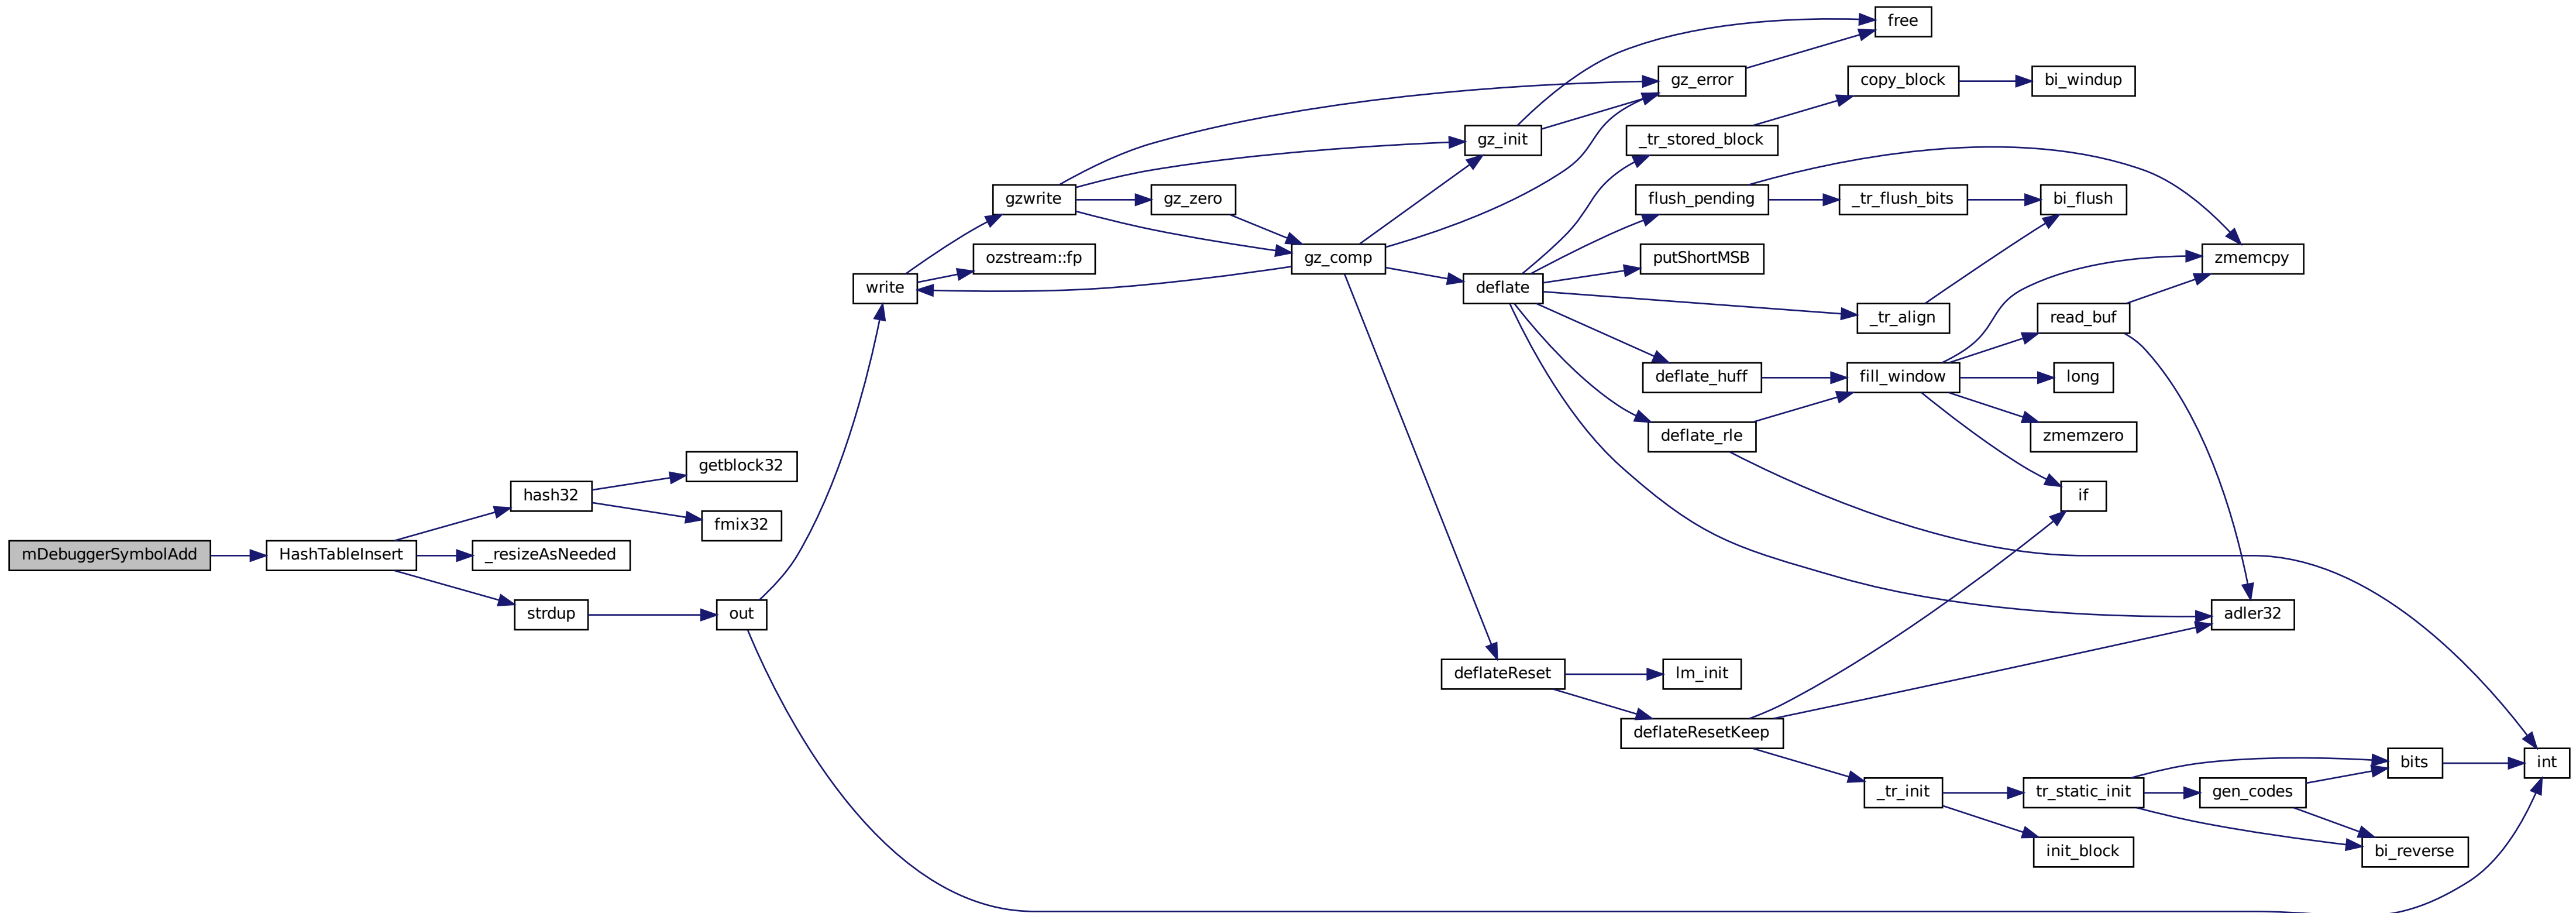 mDebuggerSymbolAdd
HashTableInsert
hash32
getblock32
fmix32
_resizeAsNeeded
strdup
out
write
gzwrite
ozstream::fp
gz_zero
gz_comp
gz_init
gz_error
free
deflate
_tr_stored_block
copy_block
bi_windup
flush_pending
_tr_flush_bits
bi_flush
putShortMSB
zmemcpy
_tr_align
read_buf
deflate_huff
fill_window
long
deflate_rle
zmemzero
if
adler32
deflateReset
lm_init
deflateResetKeep
_tr_init
tr_static_init
gen_codes
bits
int
init_block
bi_reverse